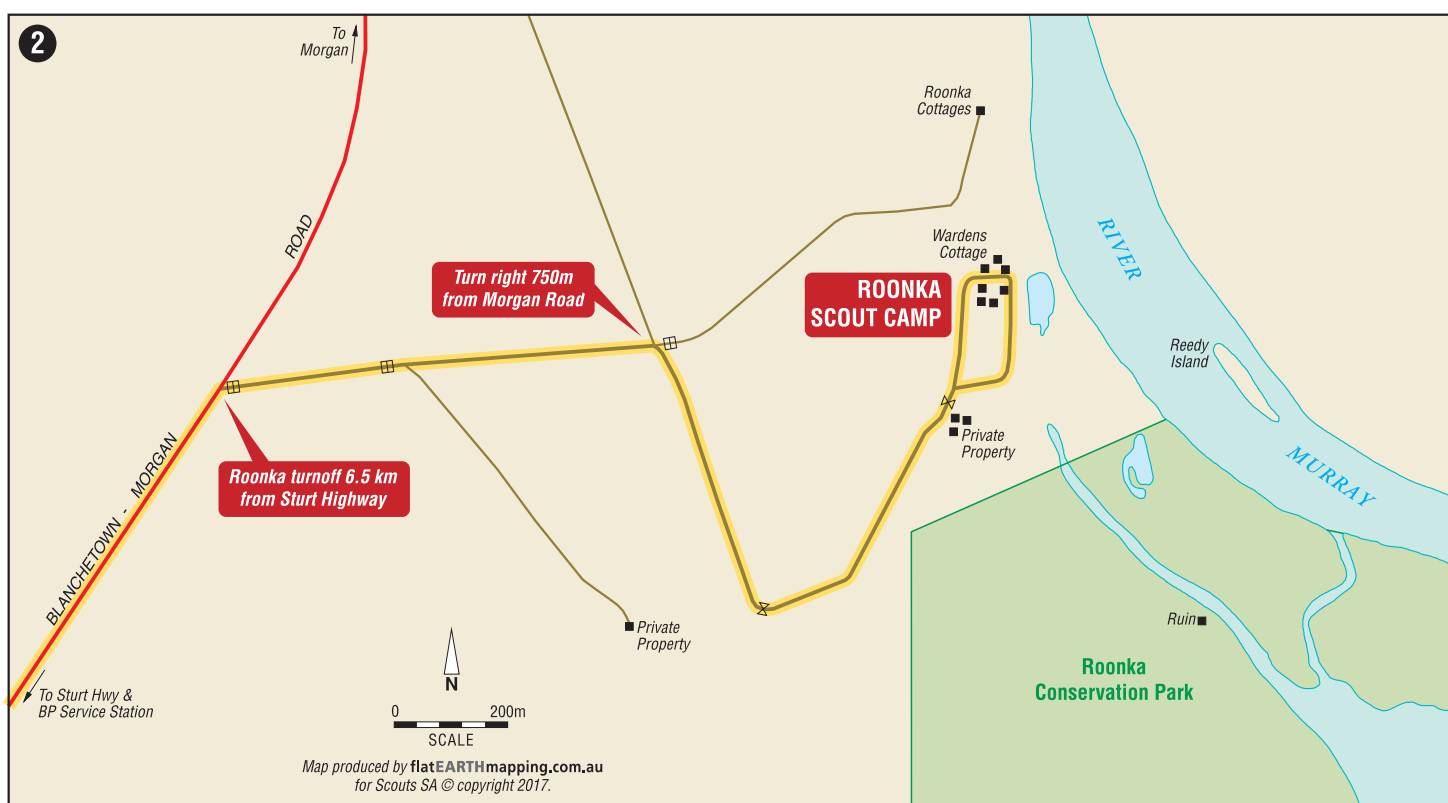 2
To
Morgan
Roonka
Cottages
ROAD
Wardens
Cottage
RIVER
Turn right 750m
from Morgan Road
ROONKA
SCOUT CAMP
Reedy
Island
BLANCHETOWN - MORGAN
Roonka turnoff 6.5 km
from Sturt Highway
Private
Property
MURRAY
Ruin
Private
Property
Roonka
Conservation Park
N
To Sturt Hwy &
BP Service Station
0 200m
SCALE
Map produced by flatEARTHmapping.com.au
for Scouts SA © copyright 2017.